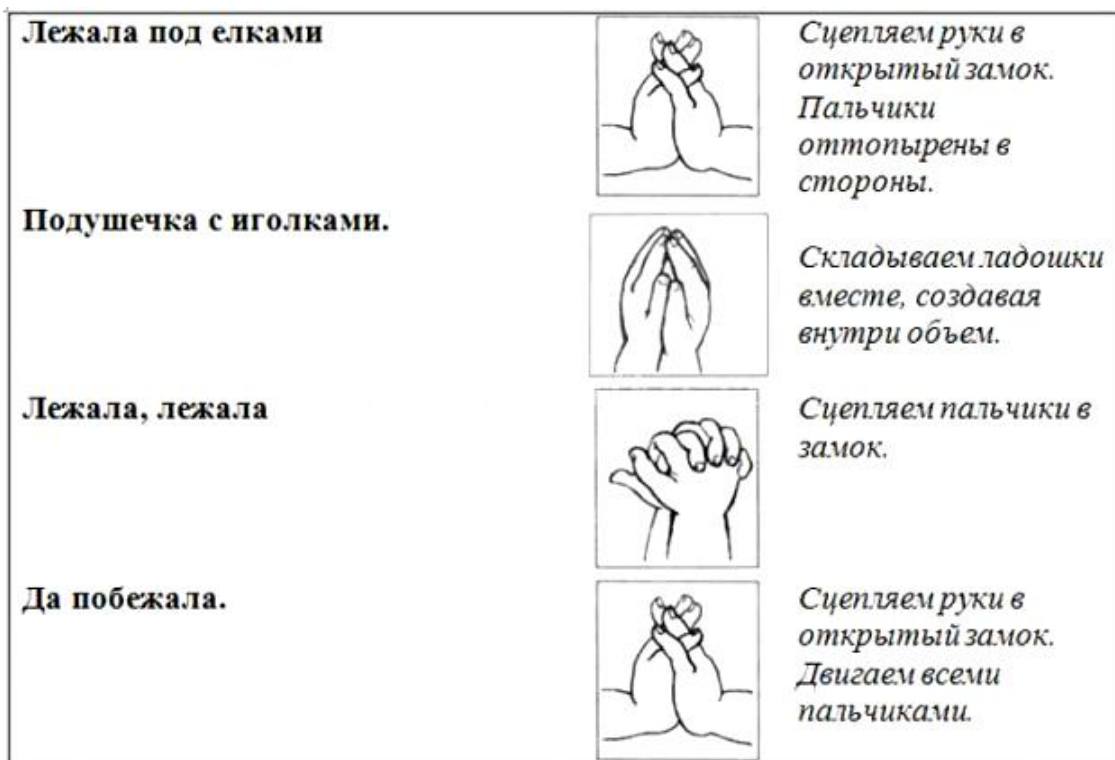 Лежала под елками
Сцепляем руки в
открытый замок.
Пальчики
оттопырены в
стороны.
Подушечка с иголками.
Складываем ладошки
вместе, создавая
внутри объем.
Лежала, лежала
Сцепляем пальчики в
замок.
Да побежала.
Сцепляем руки в
открытый замок.
Двигаем всеми
пальчиками.